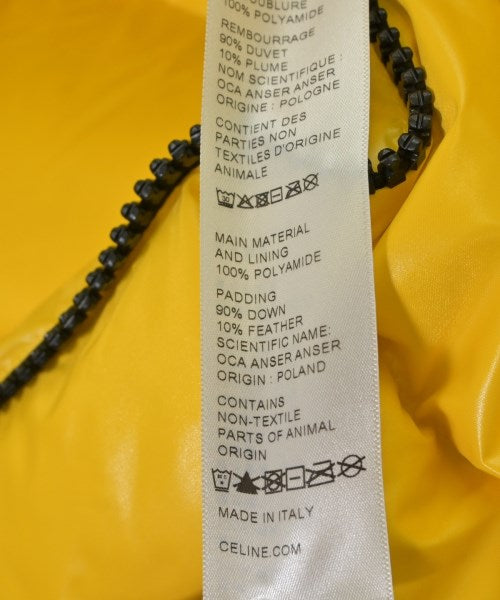 DOUBLURE
100% POLYAMIDE
REMBOURRAGE
90% DUVET
10% PLUME
NOM SCIENTIFIQUE :
OCA ANSER ANSER
ORIGINE : POLOGNE
CONTIENT DES
PARTIES NON
TEXTILES D'ORIGINE
ANIMALE
MAIN MATERIAL
AND LINING
100% POLYAMIDE
PADDING
90% DOWN
10% FEATHER
SCIENTIFIC NAME:
OCA ANSER ANSER
ORIGIN : POLAND
CONTAINS
NON-TEXTILE
PARTS OF ANIMAL
ORIGIN
MADE IN ITALY
CELINE.COM